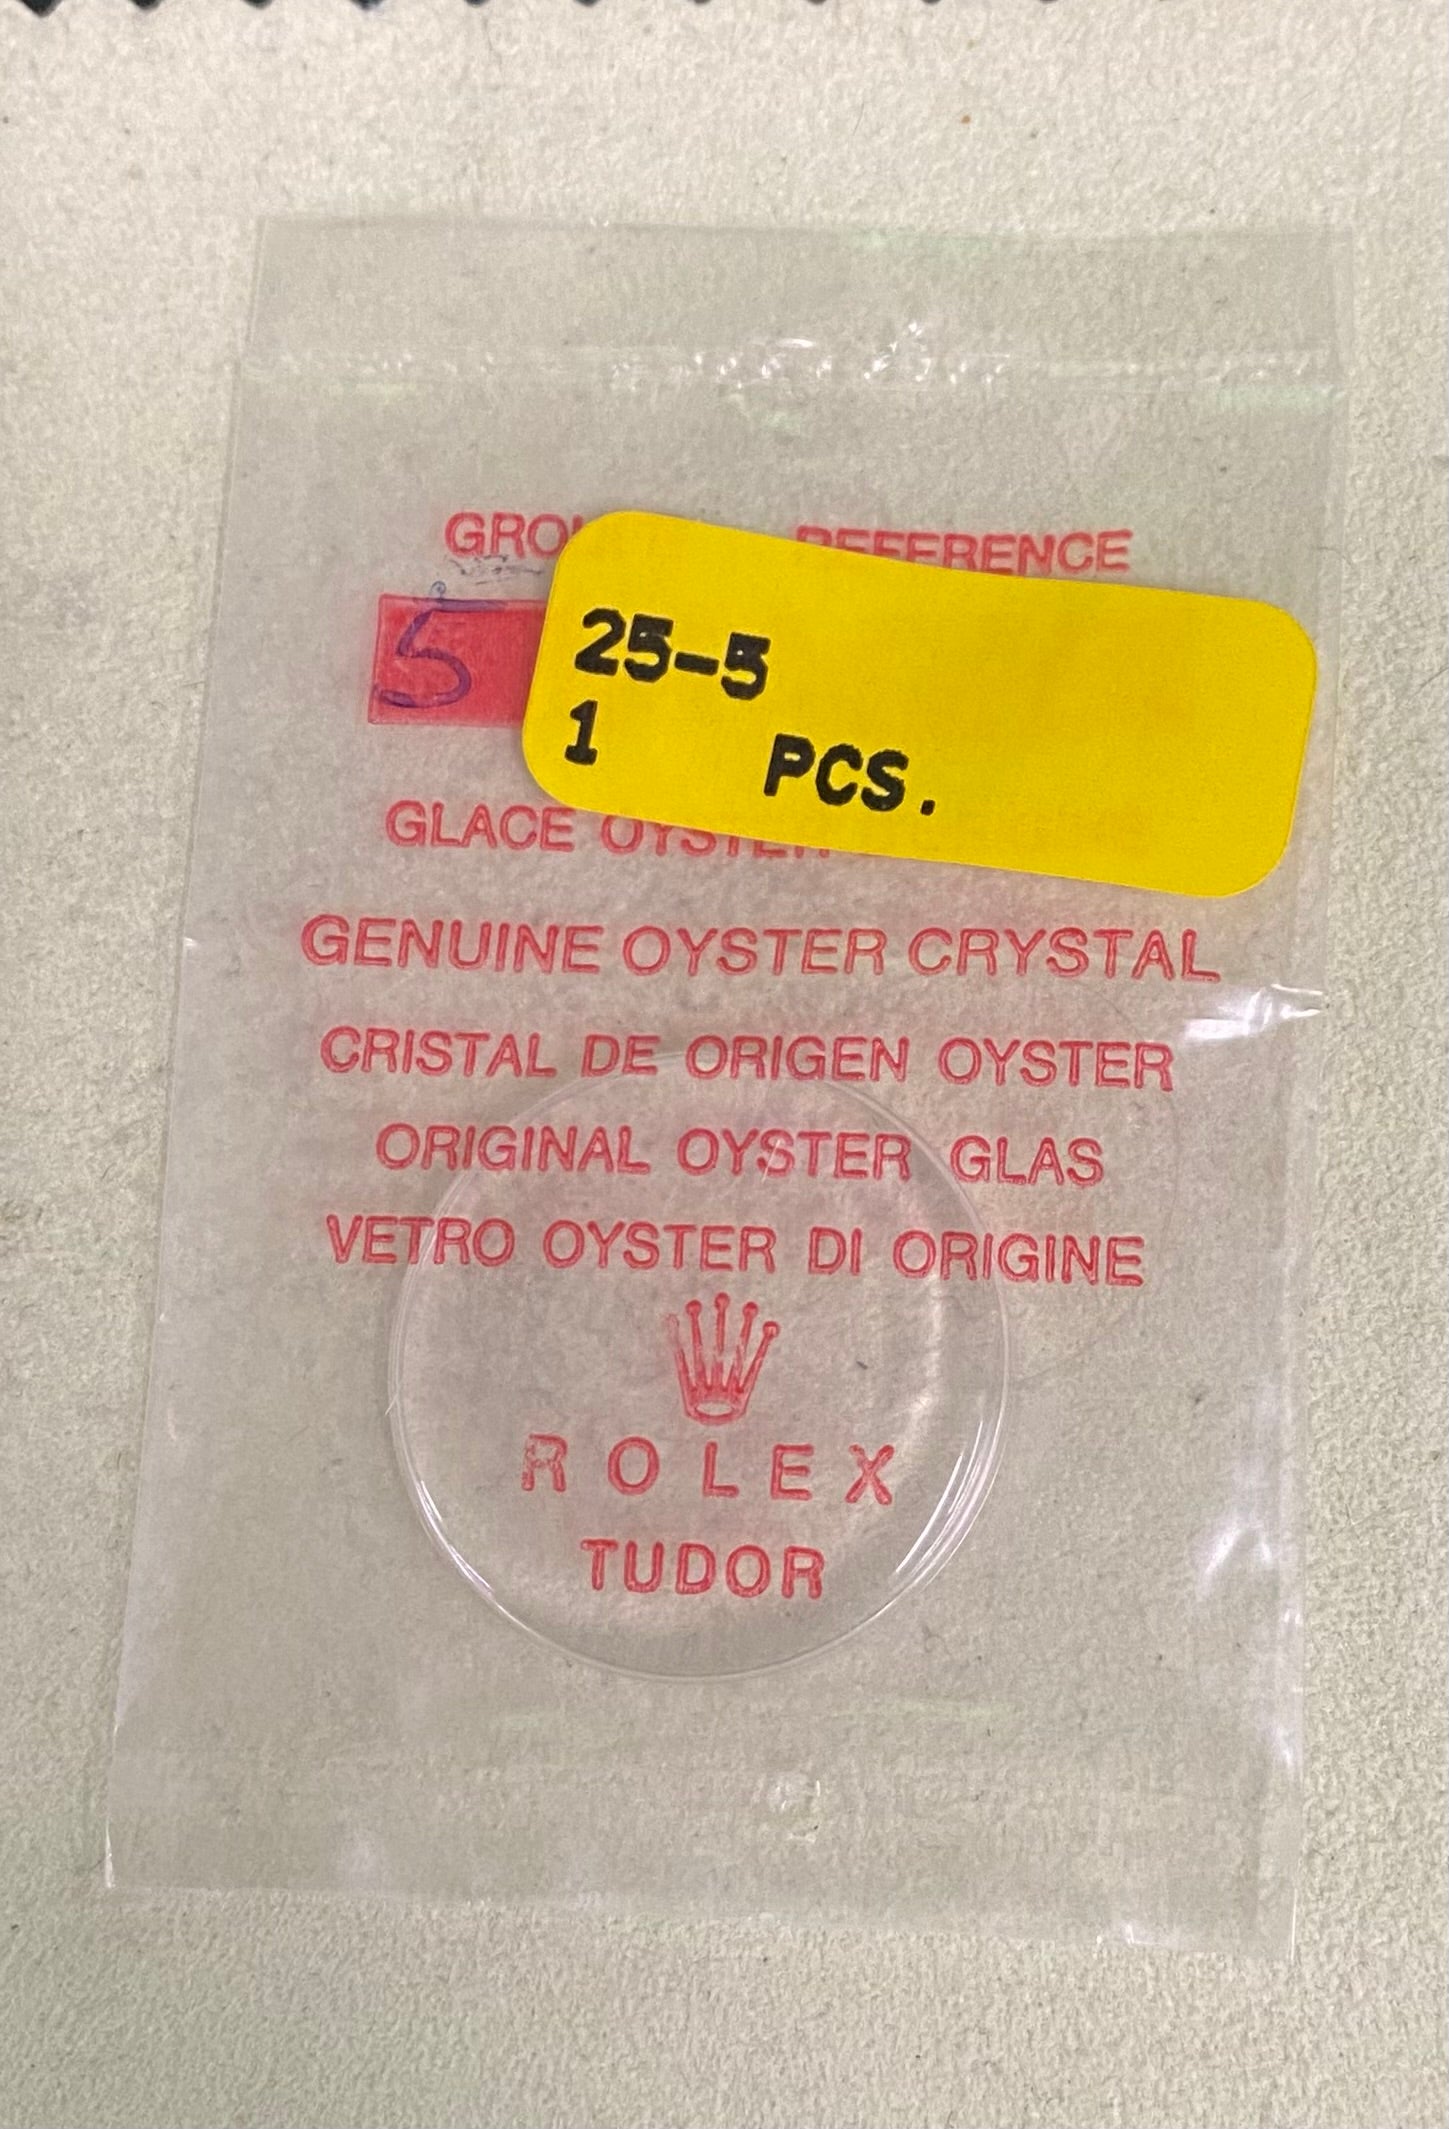 REFERENCE
5
25-5
1 PCS.
GLACE OYSTER
GENUINE OYSTER CRYSTAL
CRISTAL DE ORIGEN OYSTER
ORIGINAL OYSTER GLAS
VETRO OYSTER DI ORIGINE
ROLEX
TUDOR